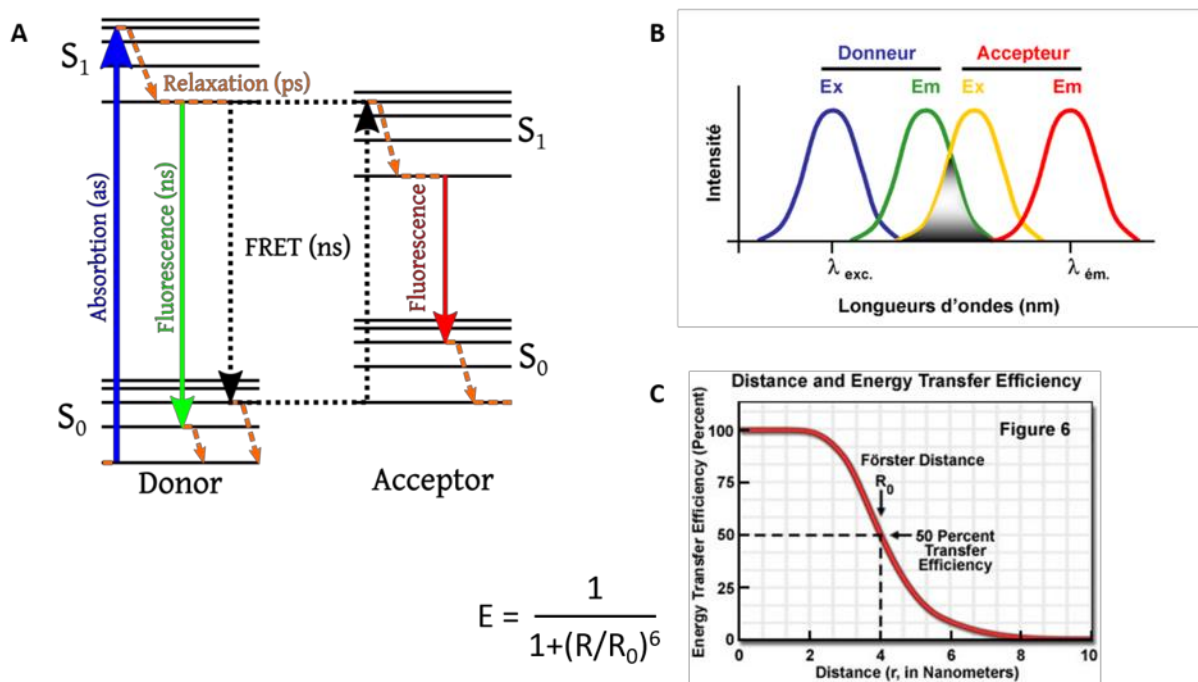 A
S1
Relaxation (ps)
Absorbtion (as)
Fluorescence (ns)
FRET (ns)
S1
Fluorescence
S0
S0
Donor
Acceptor
B
Donneur
Accepteur
Ex
Em
Ex
Em
Intensité
λ exc.
λ ém.
Longueurs d'ondes (nm)
E = 1 / 1+(R/R0)^6
C
Distance and Energy Transfer Efficiency
Figure 6
Energy Transfer Efficiency (Percent)
100
75
50
25
0
Förster Distance
R0
50 Percent
Transfer
Efficiency
0
2
4
6
8
10
Distance (r, in Nanometers)